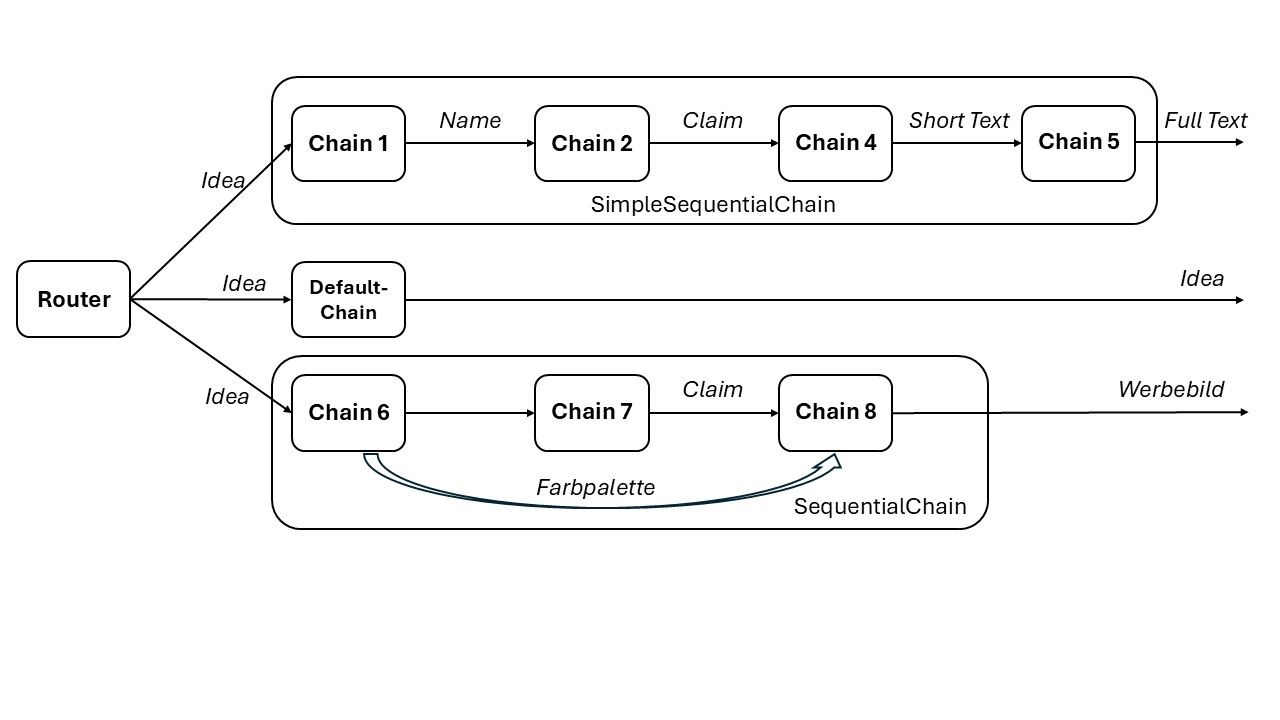 Name
Claim
Short Text
Full Text
Chain 1
Chain 2
Chain 4
Chain 5
Idea
SimpleSequentialChain
Router
Idea
Default-
Chain
Idea
Idea
Chain 6
Chain 7
Claim
Chain 8
Werbebild
Farbpalette
SequentialChain